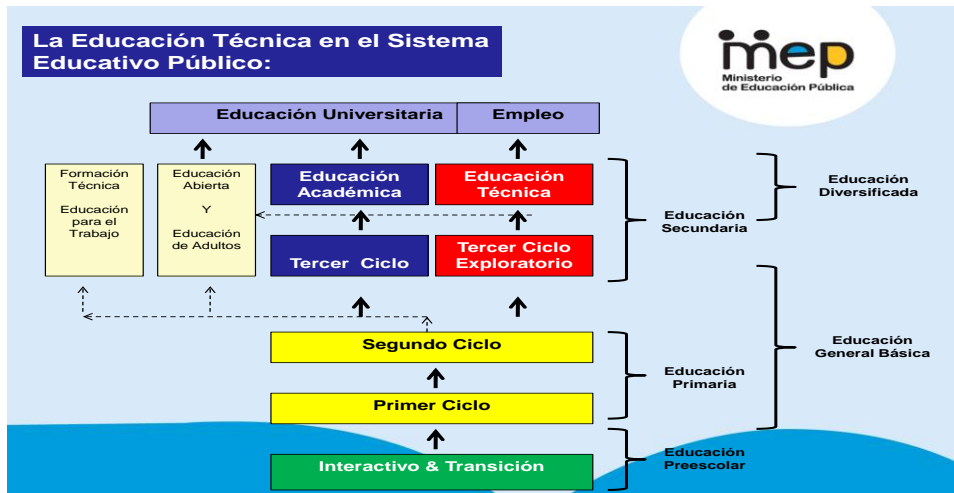 La Educación Técnica en el Sistema
Educativo Público:
mep
Ministerio
de Educación Pública
Educación Universitaria
Empleo
Formación
Técnica
Educación
para el
Trabajo
Educación
Abierta
Y
Educación
de Adultos
Educación
Académica
Educación
Técnica
Tercer Ciclo
Tercer Ciclo
Exploratorio
Educación
Secundaria
Educación
Diversificada
Segundo Ciclo
Primer Ciclo
Educación
Primaria
Educación
General Básica
Interactivo & Transición
Educación
Preescolar